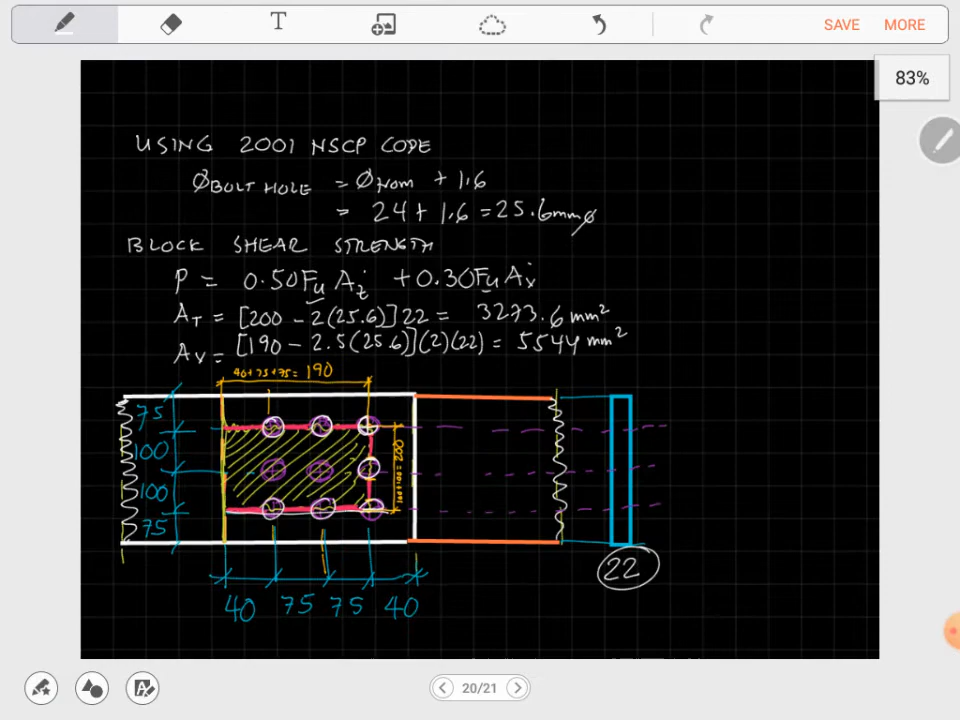 T SAVE MORE
83%
USING 2001 NSCP CODE
ØBOLT HOLE = ØNOM + 1.6
= 24 + 1.6 = 25.6mmø
BLOCK SHEAR STRENGTH
P = 0.50Fu At + 0.30Fu Av
AT = [200 - 2(25.6)]22 = 3273.6 mm²
AV = [190 - 2.5(25.6)](2)(22) = 5544 mm²
40+75+75= 190
75
100
100
75
100+100=200
22
40 75 75 40
20/21